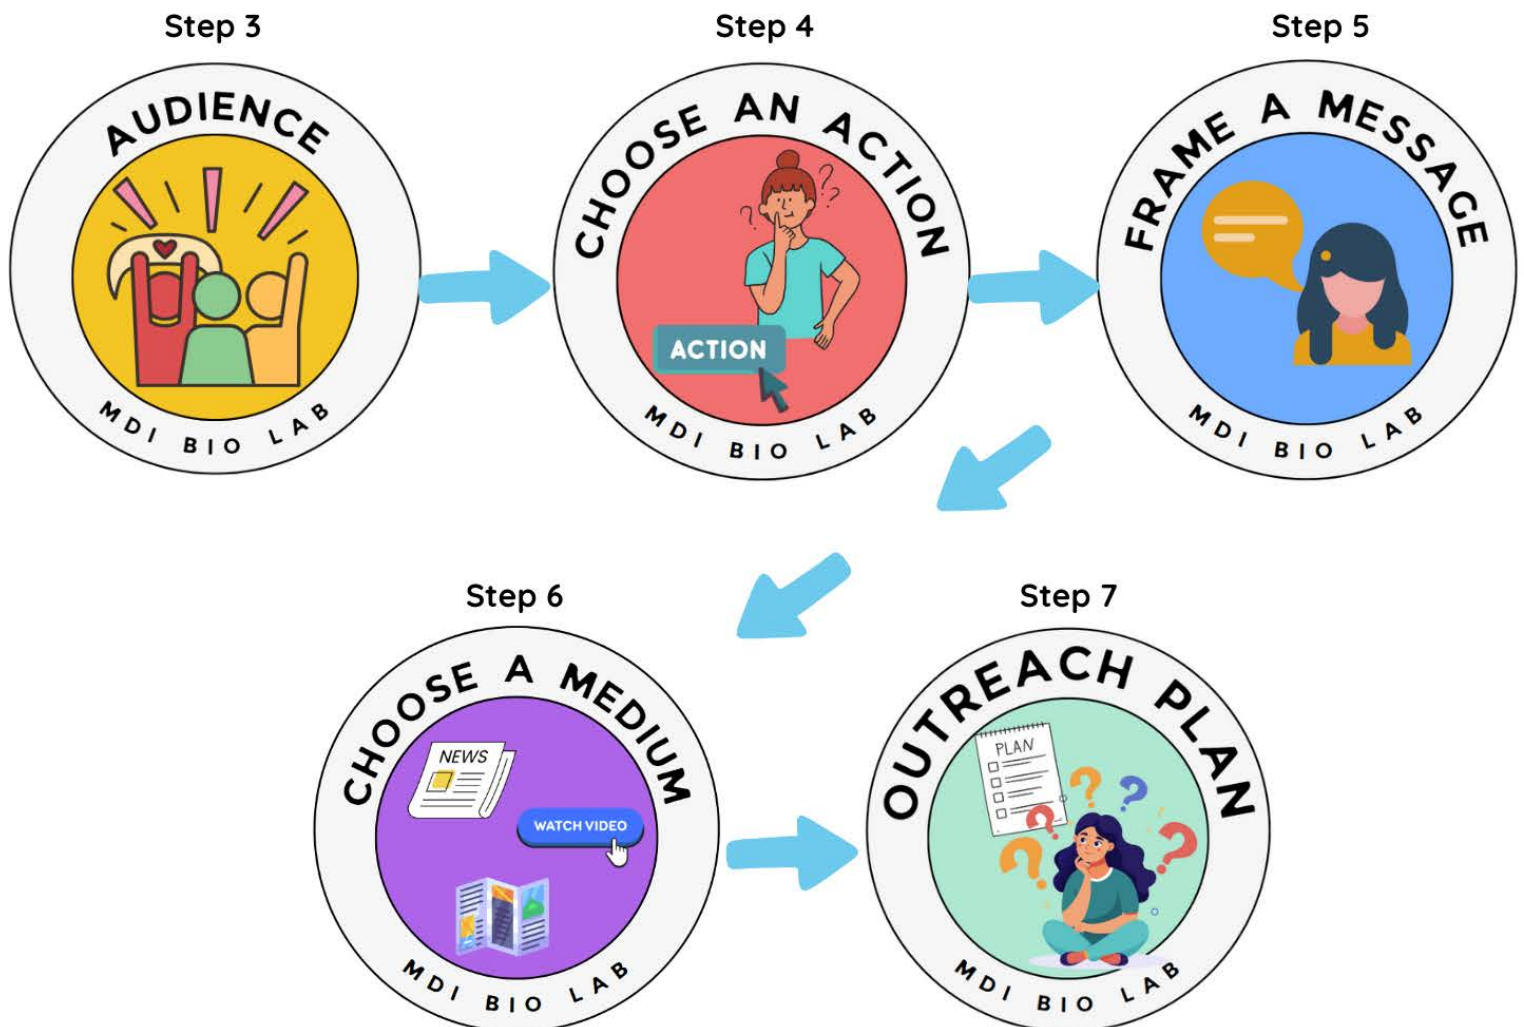 Step 3
AUDIENCE
MDI BIO LAB
Step 4
CHOOSE AN ACTION
ACTION
MDI BIO LAB
Step 5
FRAME A MESSAGE
MDI BIO LAB
Step 6
CHOOSE A MEDIUM
NEWS
WATCH VIDEO
MDI BIO LAB
Step 7
OUTREACH PLAN
PLAN
MDI BIO LAB